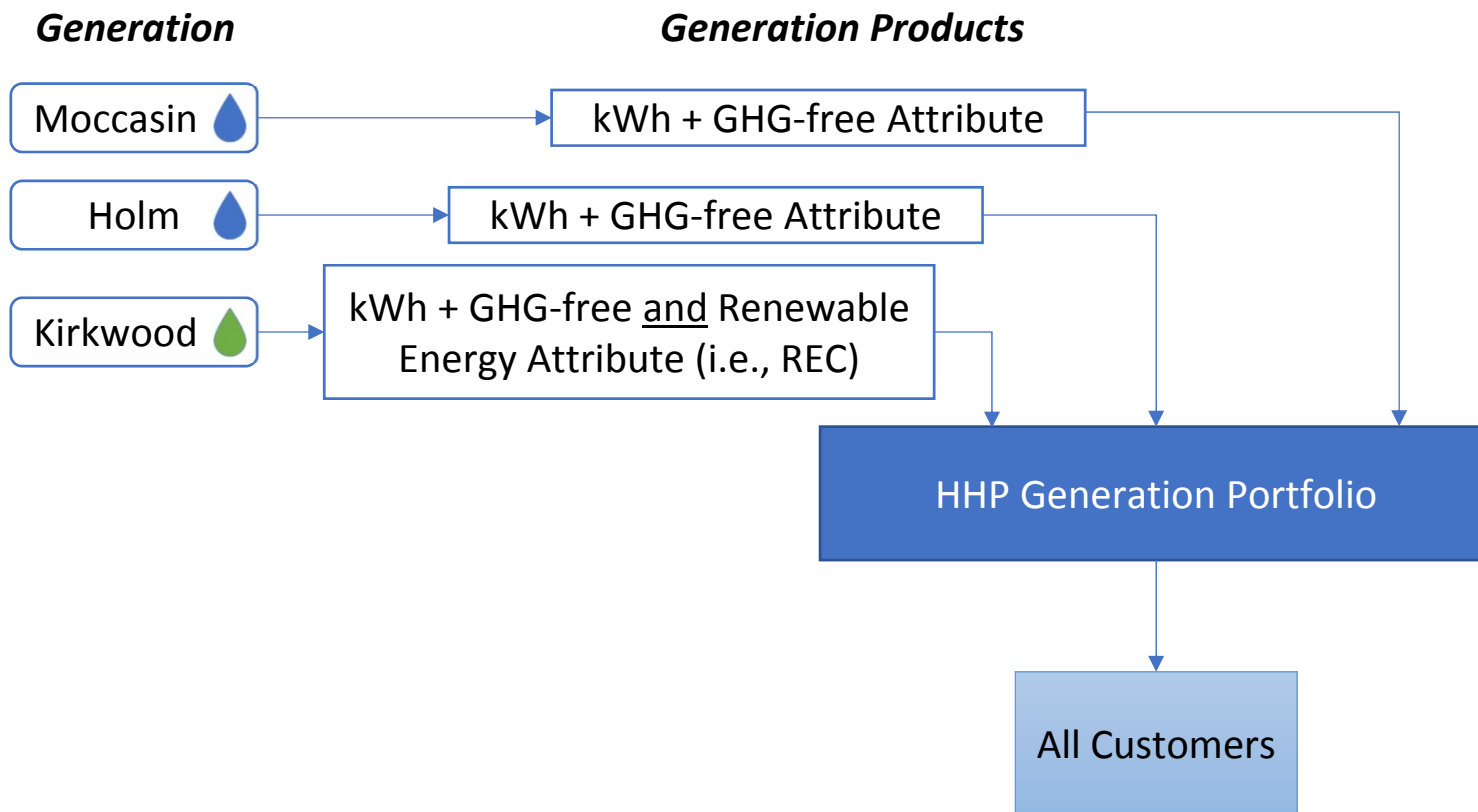 Generation
Generation Products
Moccasin
kWh + GHG-free Attribute
Holm
kWh + GHG-free Attribute
Kirkwood
kWh + GHG-free and Renewable
Energy Attribute (i.e., REC)
HHP Generation Portfolio
All Customers